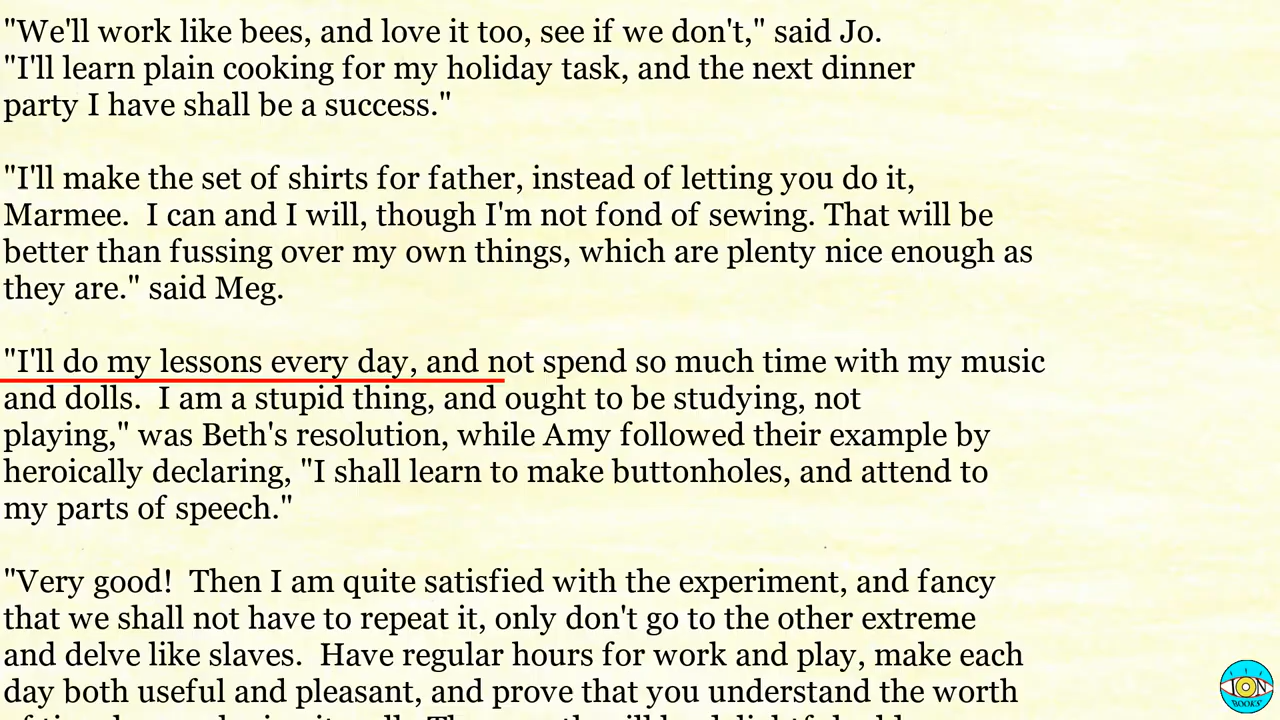 "We'll work like bees, and love it too, see if we don't," said Jo.
"I'll learn plain cooking for my holiday task, and the next dinner
party I have shall be a success."
"I'll make the set of shirts for father, instead of letting you do it,
Marmee.  I can and I will, though I'm not fond of sewing. That will be
better than fussing over my own things, which are plenty nice enough as
they are." said Meg.
"I'll do my lessons every day, and not spend so much time with my music
and dolls.  I am a stupid thing, and ought to be studying, not
playing," was Beth's resolution, while Amy followed their example by
heroically declaring, "I shall learn to make buttonholes, and attend to
my parts of speech."
"Very good!  Then I am quite satisfied with the experiment, and fancy
that we shall not have to repeat it, only don't go to the other extreme
and delve like slaves.  Have regular hours for work and play, make each
day both useful and pleasant, and prove that you understand the worth
ION
BOOKS